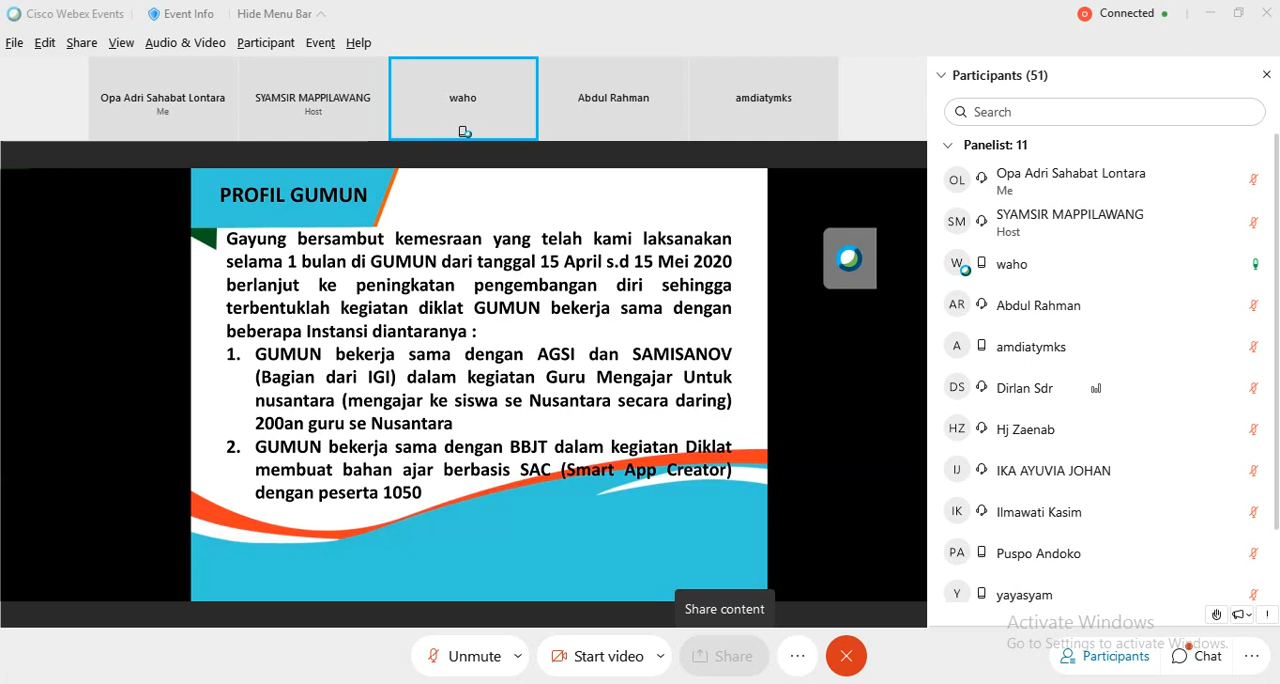 Cisco Webex Events
Event Info
Hide Menu Bar
Connected
File Edit Share View Audio & Video Participant Event Help
Opa Adri Sahabat Lontara
Me
SYAMSIR MAPPILAWANG
Host
waho
Abdul Rahman
amdiatymks
PROFIL GUMUN
Gayung bersambut kemesraan yang telah kami laksanakan
selama 1 bulan di GUMUN dari tanggal 15 April s.d 15 Mei 2020
berlanjut ke peningkatan pengembangan diri sehingga
terbentuklah kegiatan diklat GUMUN bekerja sama dengan
beberapa Instansi diantaranya :
1. GUMUN bekerja sama dengan AGSI dan SAMISANOV
(Bagian dari IGI) dalam kegiatan Guru Mengajar Untuk
nusantara (mengajar ke siswa se Nusantara secara daring)
200an guru se Nusantara
2. GUMUN bekerja sama dengan BBJT dalam kegiatan Diklat
membuat bahan ajar berbasis SAC (Smart App Creator)
dengan peserta 1050
Share content
Unmute
Start video
Share
Participants (51)
Search
Panelist: 11
OL Opa Adri Sahabat Lontara
Me
SM SYAMSIR MAPPILAWANG
Host
W waho
AR Abdul Rahman
A amdiatymks
DS Dirlan Sdr
HZ Hj Zaenab
IJ IKA AYUVIA JOHAN
IK Ilmawati Kasim
PA Puspo Andoko
Y yayasyam
Activate Windows
Go to Settings to activate Windows.
Participants
Chat